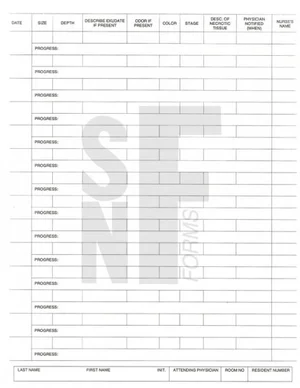 DATE SIZE DEPTH DESCRIBE EXUDATE IF PRESENT ODOR IF PRESENT COLOR STAGE DESC. OF NECROTIC TISSUE PHYSICIAN NOTIFIED (WHEN) NURSE'S NAME
PROGRESS:
PROGRESS:
PROGRESS:
PROGRESS:
PROGRESS:
PROGRESS:
PROGRESS:
PROGRESS:
PROGRESS:
PROGRESS:
PROGRESS:
PROGRESS:
PROGRESS:
PROGRESS:
SNF FORMS
LAST NAME FIRST NAME INIT. ATTENDING PHYSICIAN ROOM NO RESIDENT NUMBER